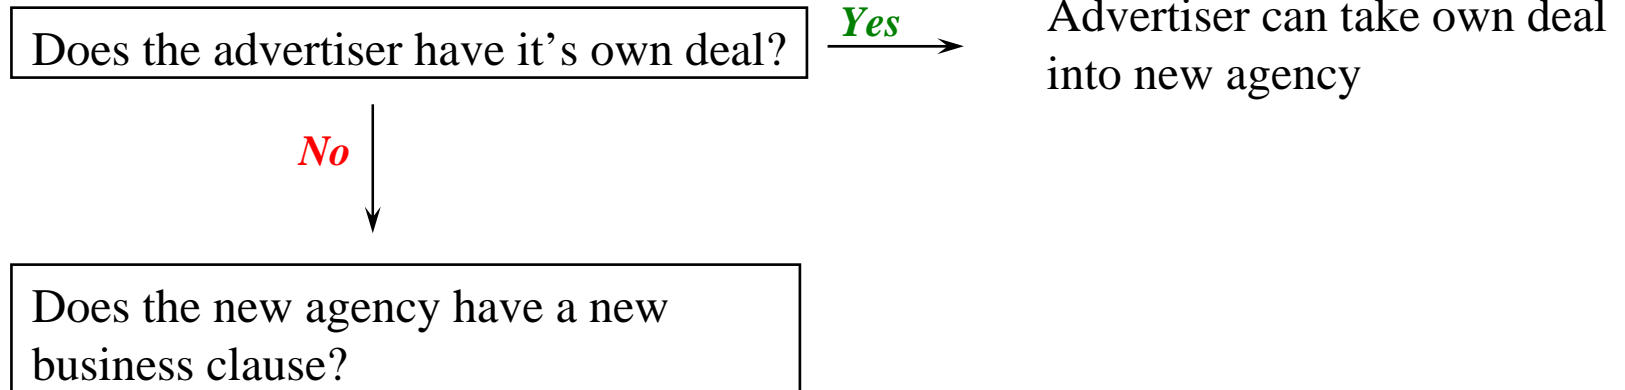 Does the advertiser have it’s own deal?
Yes
Advertiser can take own deal
into new agency
No
Does the new agency have a new
business clause?